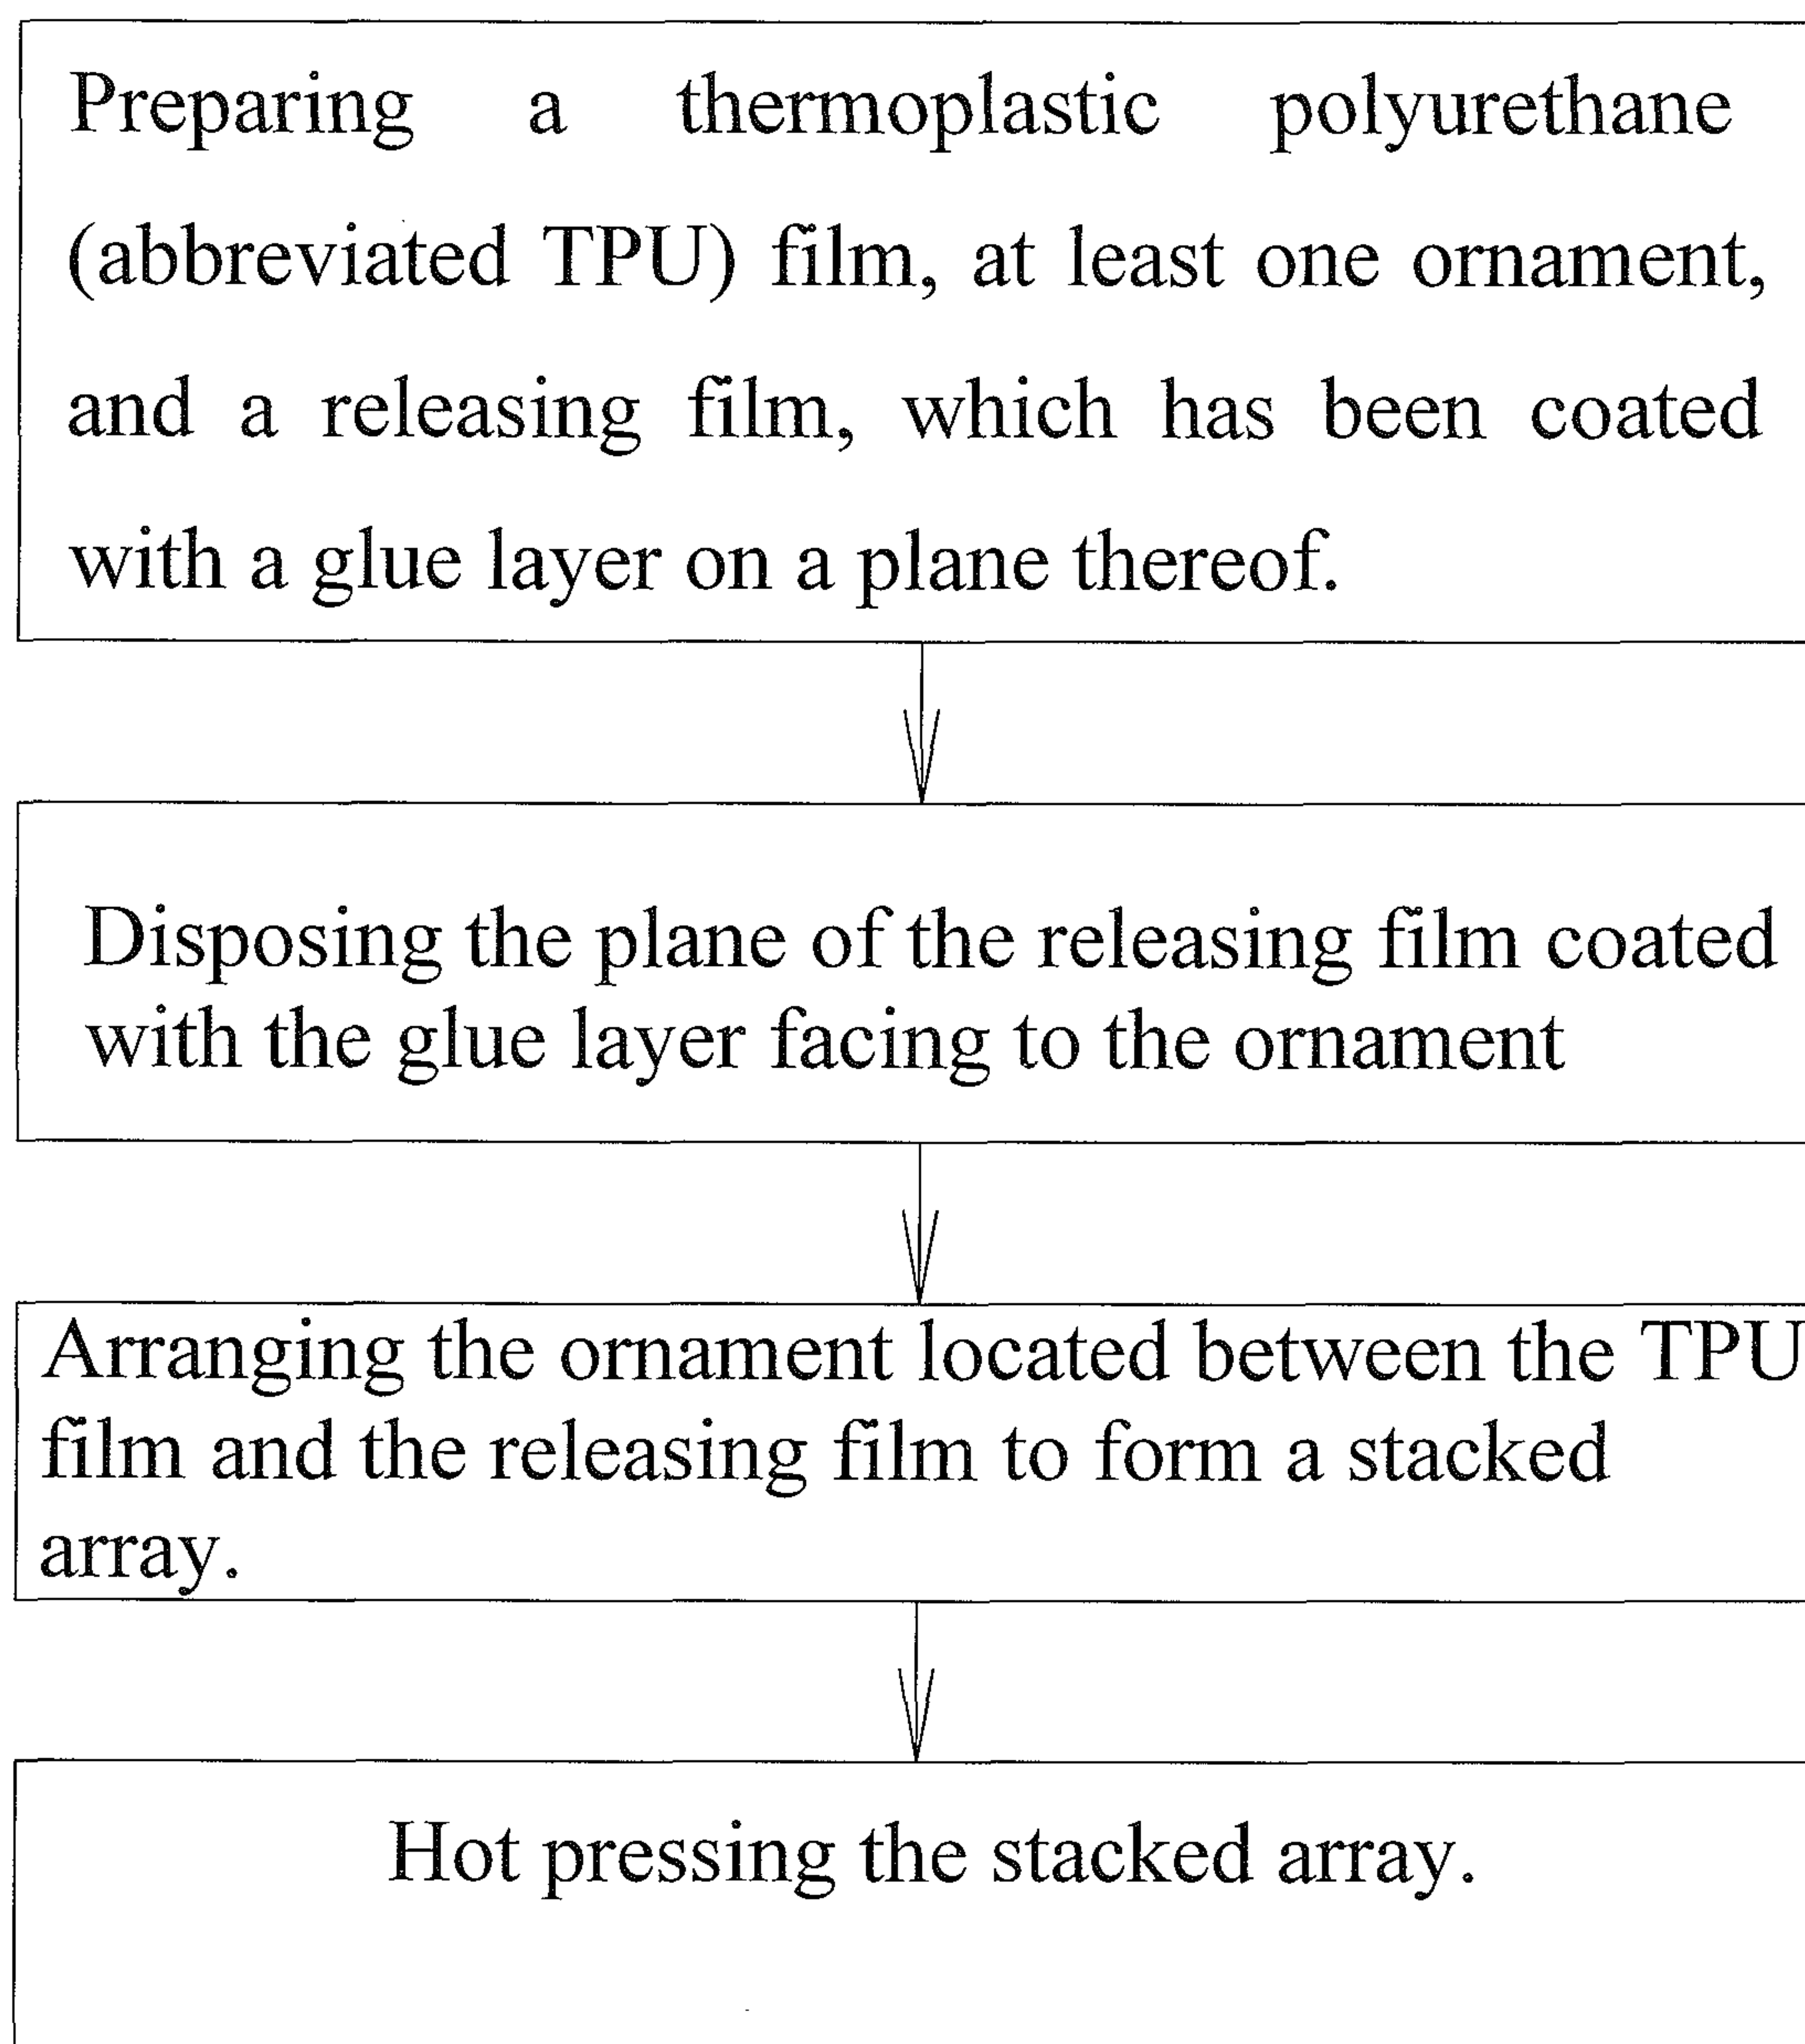 Preparing a thermoplastic polyurethane
(abbreviated TPU) film, at least one ornament,
and a releasing film, which has been coated
with a glue layer on a plane thereof.
Disposing the plane of the releasing film coated
with the glue layer facing to the ornament
Arranging the ornament located between the TPU
film and the releasing film to form a stacked
array.
Hot pressing the stacked array.